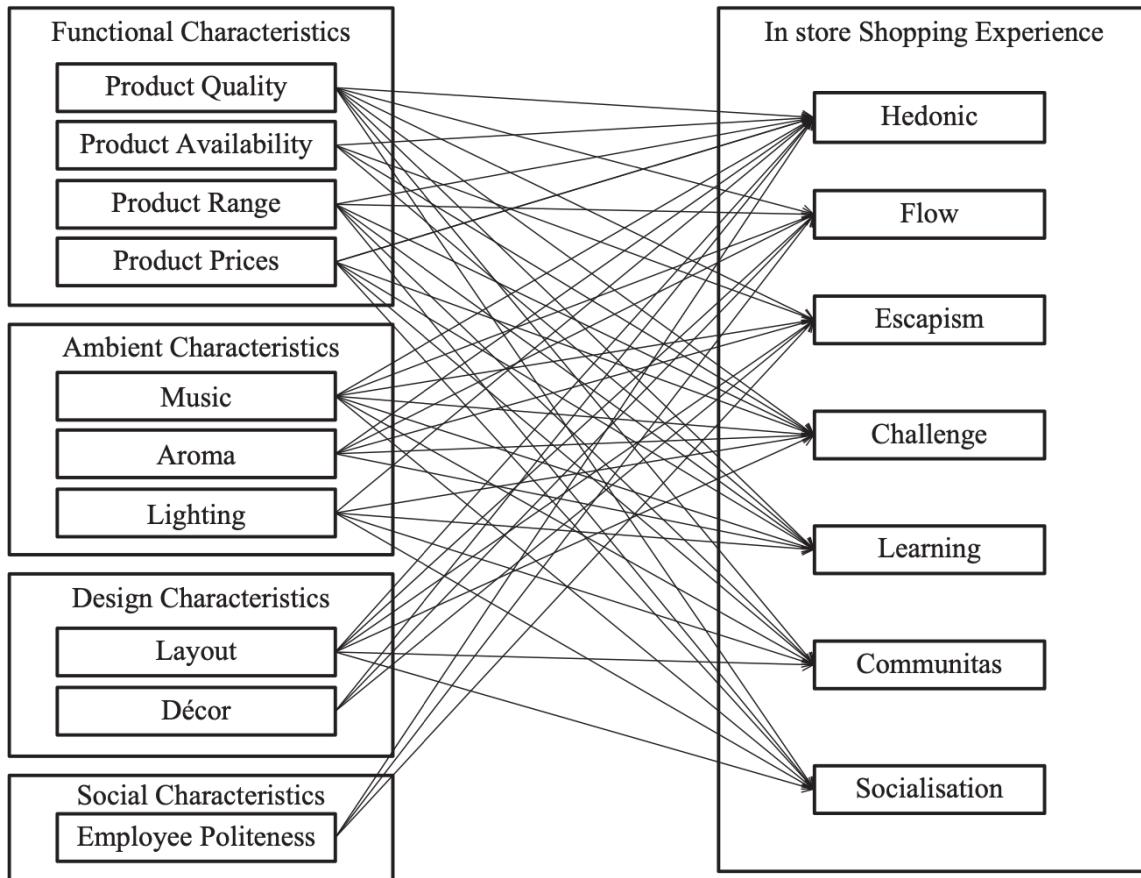 Functional Characteristics
Product Quality
Product Availability
Product Range
Product Prices
Ambient Characteristics
Music
Aroma
Lighting
Design Characteristics
Layout
Décor
Social Characteristics
Employee Politeness
In store Shopping Experience
Hedonic
Flow
Escapism
Challenge
Learning
Communitas
Socialisation